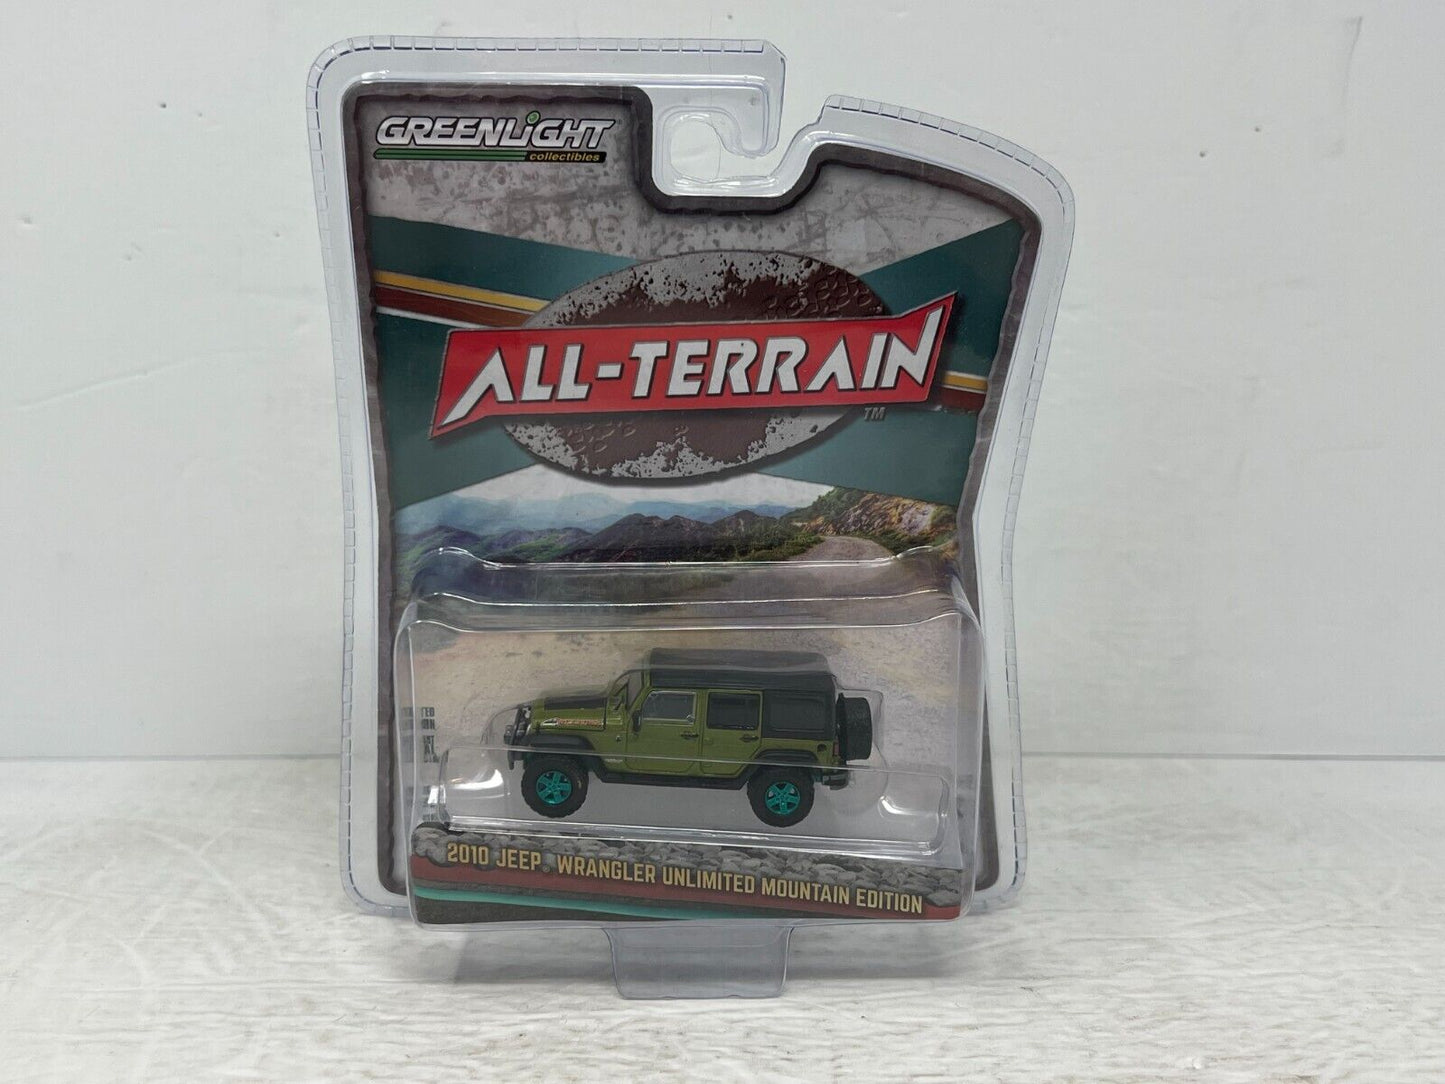 GREENLiGHT
collectibles
ALL-TERRAIN
TM
2010 JEEP® WRANGLER UNLIMITED MOUNTAIN EDITION